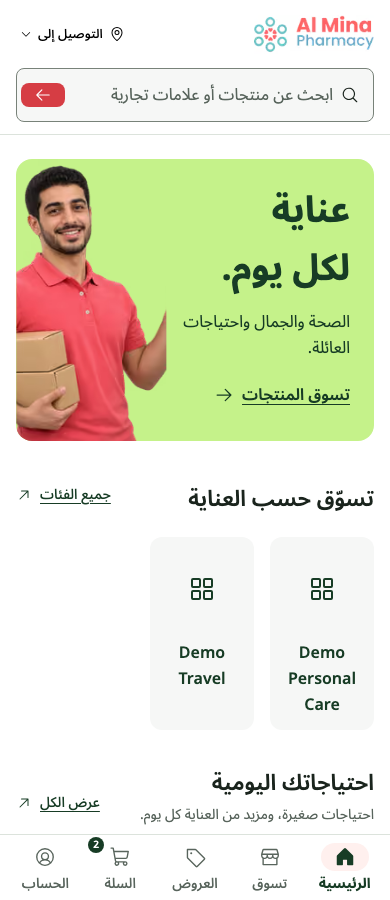 Al Mina
Pharmacy
التوصيل إلى
ابحث عن منتجات أو علامات تجارية
عناية
لكل يوم.
الصحة والجمال واحتياجات
العائلة.
تسوق المنتجات
تسوّق حسب العناية
جميع الفئات
Demo
Personal
Care
Demo
Travel
احتياجاتك اليومية
عرض الكل
احتياجات صغيرة، ومزيد من العناية كل يوم.
2
الرئيسية
تسوق
العروض
السلة
الحساب